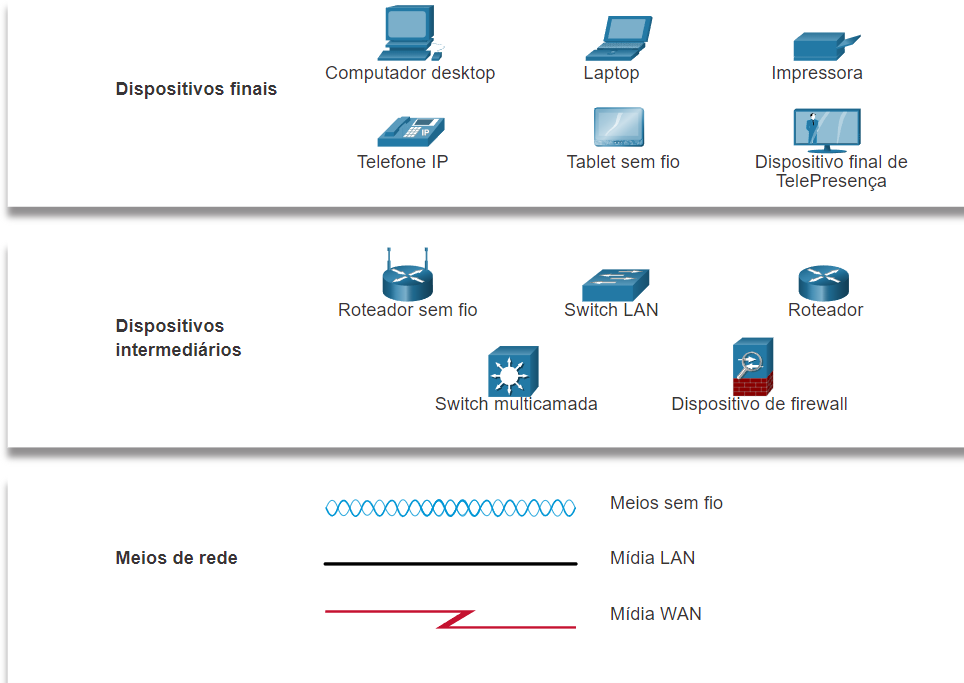 Dispositivos finais
Computador desktop
Laptop
Impressora
IP
Telefone IP
Tablet sem fio
Dispositivo final de
TelePresença
Dispositivos
intermediários
Roteador sem fio
Switch LAN
Roteador
Switch multicamada
Dispositivo de firewall
Meios de rede
Meios sem fio
Mídia LAN
Mídia WAN